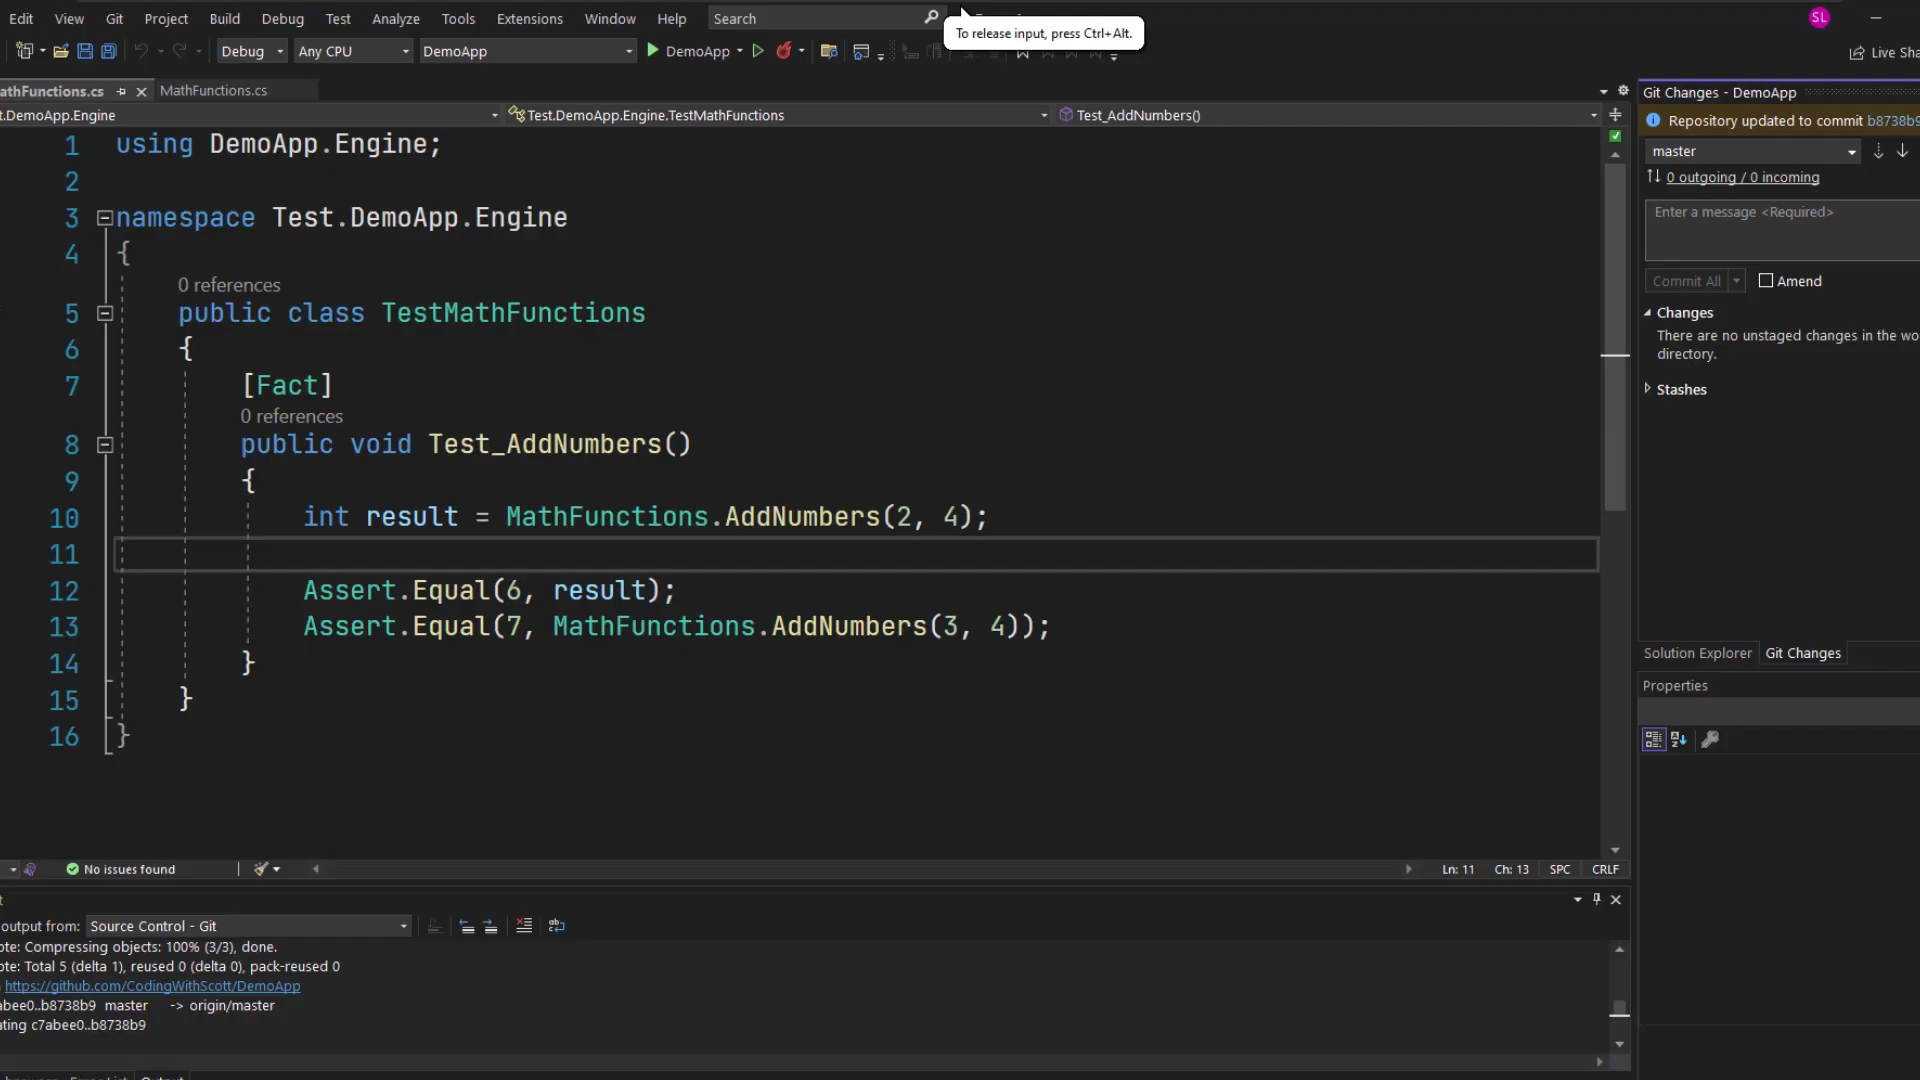 Edit View Git Project Build Debug Test Analyze Tools Extensions Window Help Search SL
To release input, press Ctrl+Alt.
Debug Any CPU DemoApp DemoApp Live Sha
athFunctions.cs MathFunctions.cs
t.DemoApp.Engine Test.DemoApp.Engine.TestMathFunctions Test_AddNumbers()
1 using DemoApp.Engine;
2
3 namespace Test.DemoApp.Engine
4 {
0 references
5 public class TestMathFunctions
6 {
7 [Fact]
0 references
8 public void Test_AddNumbers()
9 {
10 int result = MathFunctions.AddNumbers(2, 4);
11
12 Assert.Equal(6, result);
13 Assert.Equal(7, MathFunctions.AddNumbers(3, 4));
14 }
15 }
16 }
No issues found Ln: 11 Ch: 13 SPC CRLF
output from: Source Control - Git
ote: Compressing objects: 100% (3/3), done.
ote: Total 5 (delta 1), reused 0 (delta 0), pack-reused 0
https://github.com/CodingWithScott/DemoApp
abee0..b8738b9 master -> origin/master
ating c7abee0..b8738b9
Output
Git Changes - DemoApp
Repository updated to commit b8738b9
master
0 outgoing / 0 incoming
Enter a message <Required>
Commit All Amend
Changes
There are no unstaged changes in the wo
directory.
Stashes
Solution Explorer Git Changes
Properties